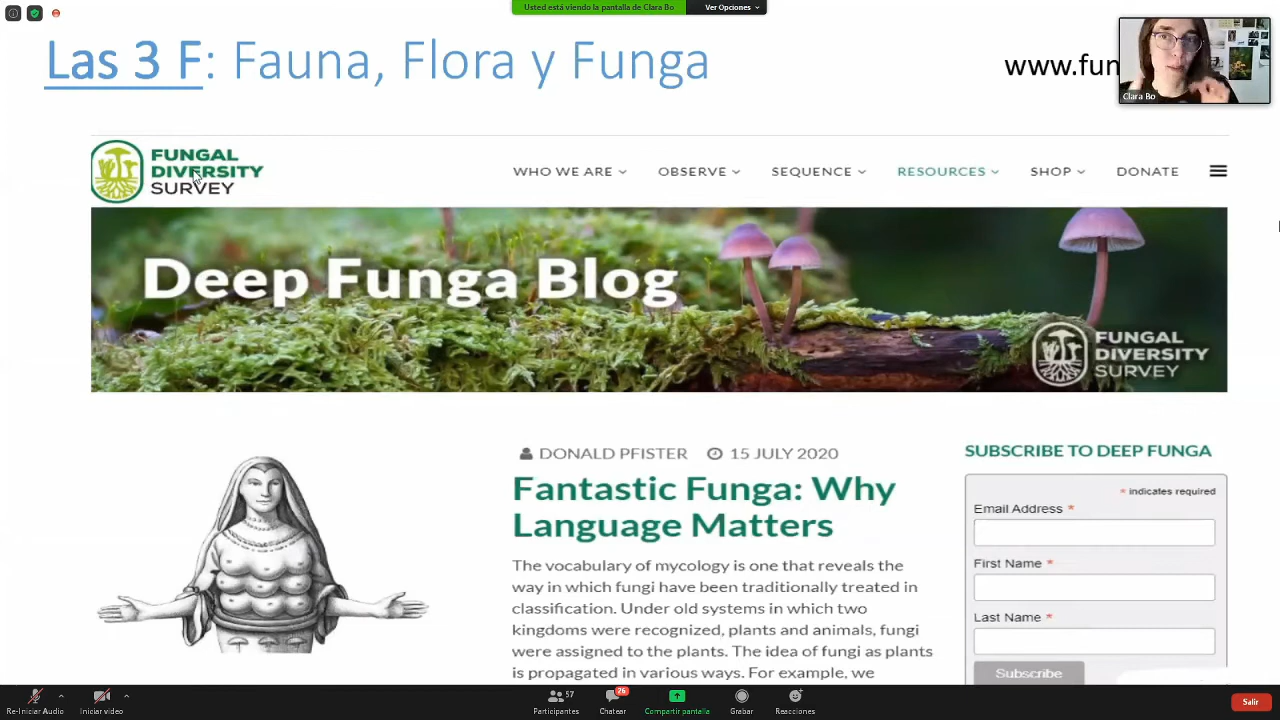 Usted está viendo la pantalla de Clara Bo
Ver Opciones
Las 3 F: Fauna, Flora y Funga
www.fun
Clara Bo
FUNGAL
DIVERSITY
SURVEY
WHO WE ARE
OBSERVE
SEQUENCE
RESOURCES
SHOP
DONATE
Deep Funga Blog
FUNGAL
DIVERSITY
SURVEY
DONALD PFISTER
15 JULY 2020
Fantastic Funga: Why
Language Matters
The vocabulary of mycology is one that reveals the
way in which fungi have been traditionally treated in
classification. Under old systems in which two
kingdoms were recognized, plants and animals, fungi
were assigned to the plants. The idea of fungi as plants
is propagated in various ways. For example, we
SUBSCRIBE TO DEEP FUNGA
* indicates required
Email Address *
First Name *
Last Name *
Subscribe
Re-Iniciar Audio
Iniciar video
57
Participantes
26
Chatear
Compartir pantalla
Grabar
Reacciones
Salir